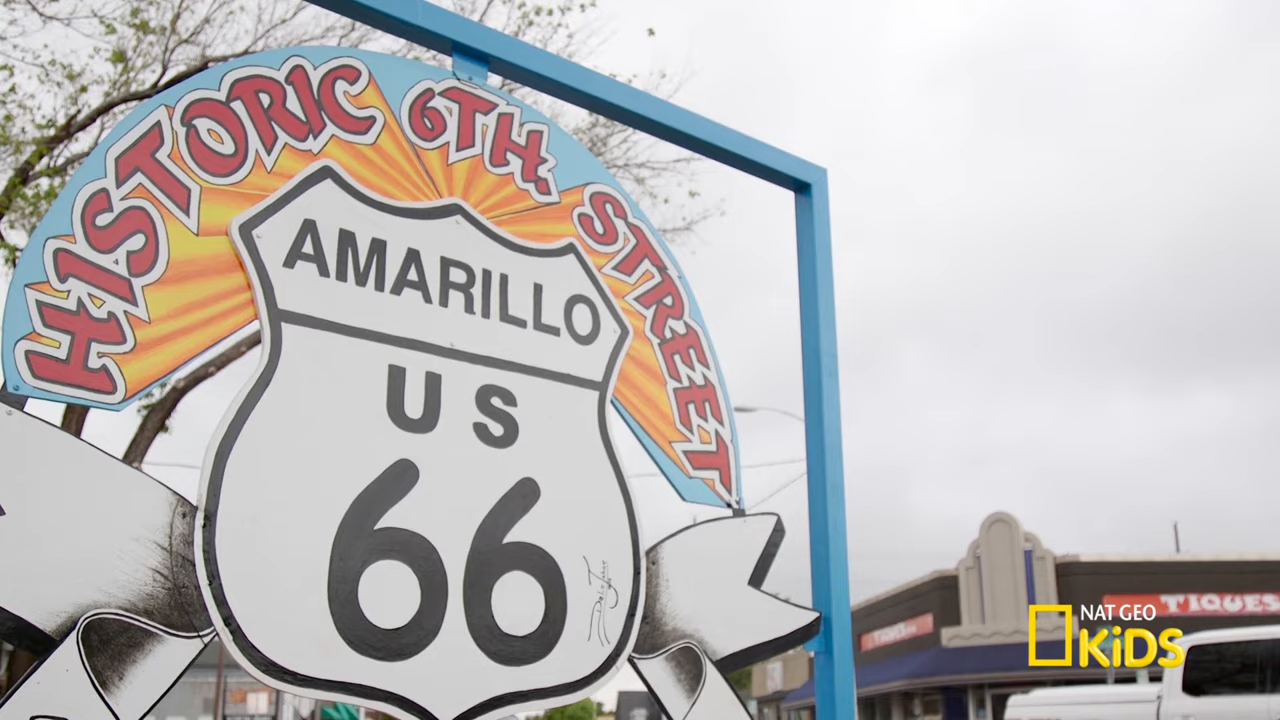 HISTORIC 6TH. STREET
AMARILLO
US
66
TIQUES
NAT GEO
KiDS